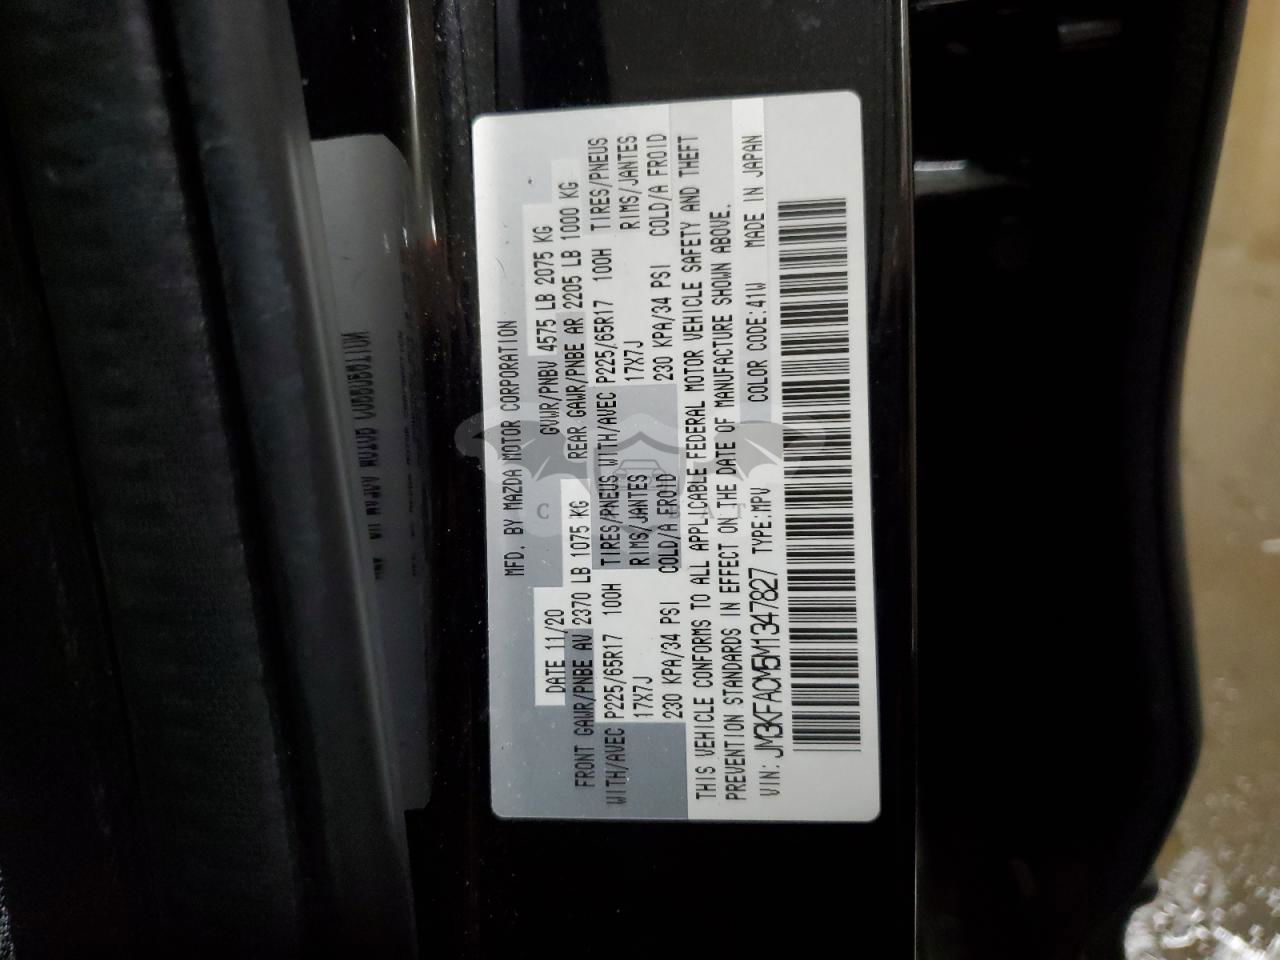 MFD. BY MAZDA MOTOR CORPORATION
DATE 11/20 GVWR/PNBV 4575 LB 2075 KG
FRONT GAWR/PNBE AV 2370 LB 1075 KG REAR GAWR/PNBE AR 2205 LB 1000 KG
WITH/AVEC P225/65R17 100H TIRES/PNEUS WITH/AVEC P225/65R17 100H TIRES/PNEUS
17X7J RIMS/JANTES 17X7J RIMS/JANTES
230 KPA/34 PSI COLD/A FROID 230 KPA/34 PSI COLD/A FROID
THIS VEHICLE CONFORMS TO ALL APPLICABLE FEDERAL MOTOR VEHICLE SAFETY AND THEFT
PREVENTION STANDARDS IN EFFECT ON THE DATE OF MANUFACTURE SHOWN ABOVE.
VIN: JM3KFACM5M1347827 TYPE:MPV COLOR CODE:41W MADE IN JAPAN